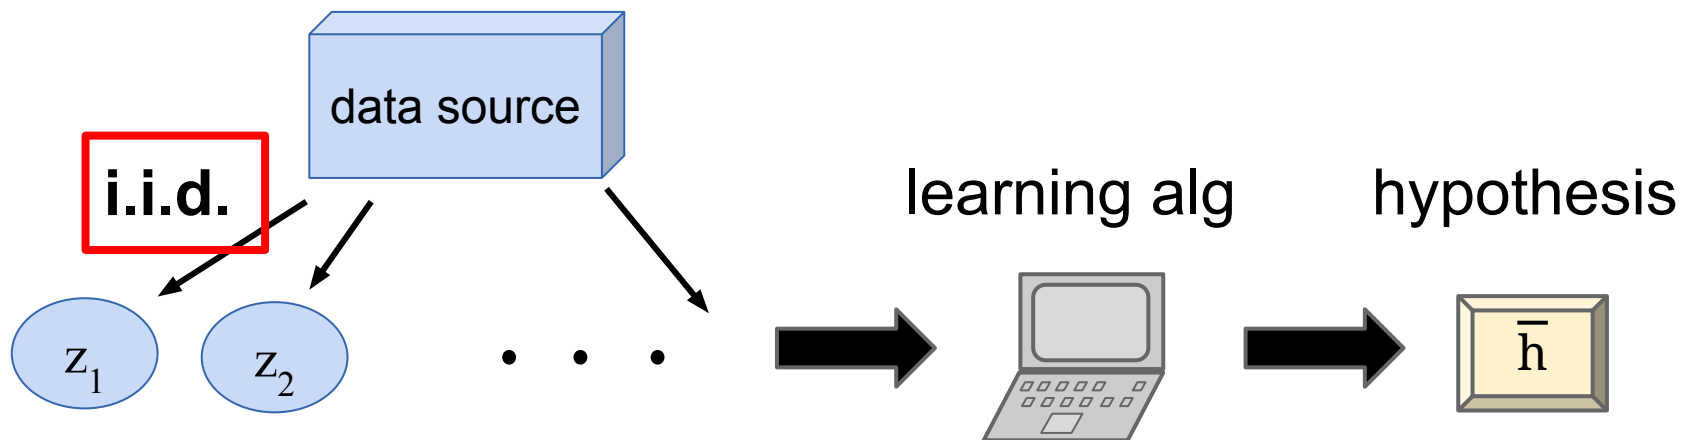 data source
i.i.d.
learning alg
hypothesis
z₁
z₂
. . .
h̅